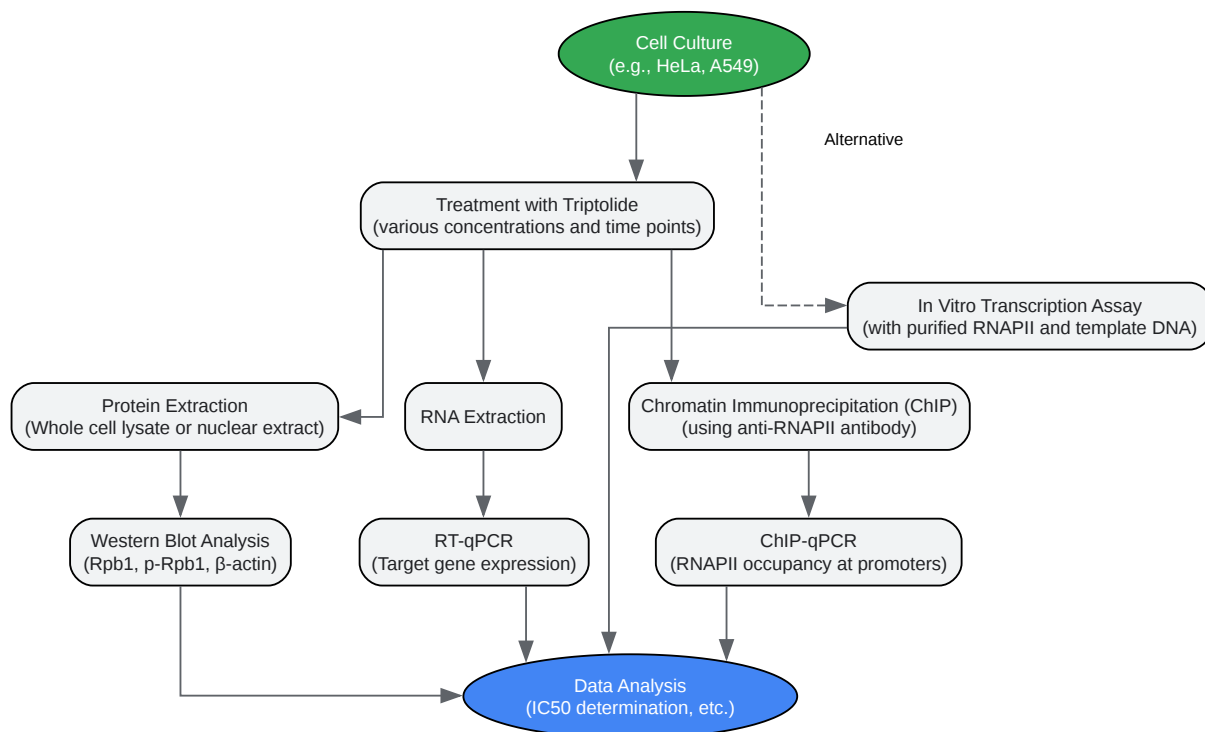 Cell Culture
(e.g., HeLa, A549)
Alternative
Treatment with Triptolide
(various concentrations and time points)
In Vitro Transcription Assay
(with purified RNAPII and template DNA)
Protein Extraction
(Whole cell lysate or nuclear extract)
RNA Extraction
Chromatin Immunoprecipitation (ChIP)
(using anti-RNAPII antibody)
Western Blot Analysis
(Rpb1, p-Rpb1, β-actin)
RT-qPCR
(Target gene expression)
ChIP-qPCR
(RNAPII occupancy at promoters)
Data Analysis
(IC50 determination, etc.)